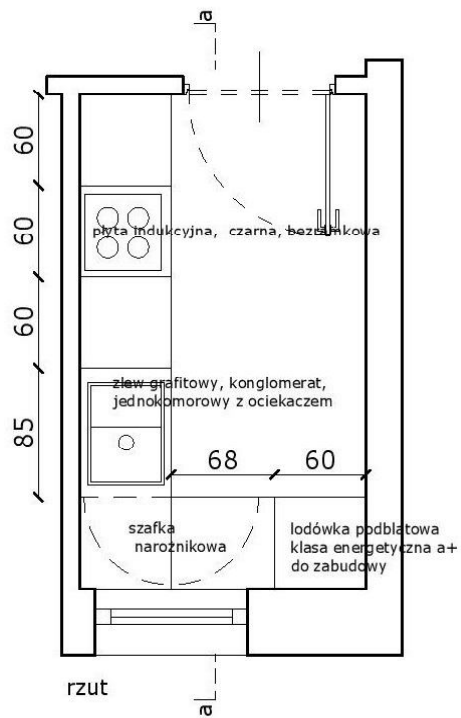 a
60
60
płyta indukcyjna, czarna, bezramkowa
60
zlew grafitowy, konglomerat,
jednokomorowy z ociekaczem
85
68
60
szafka
narożnikowa
lodówka podblatowa
klasa energetyczna a+
do zabudowy
rzut
a